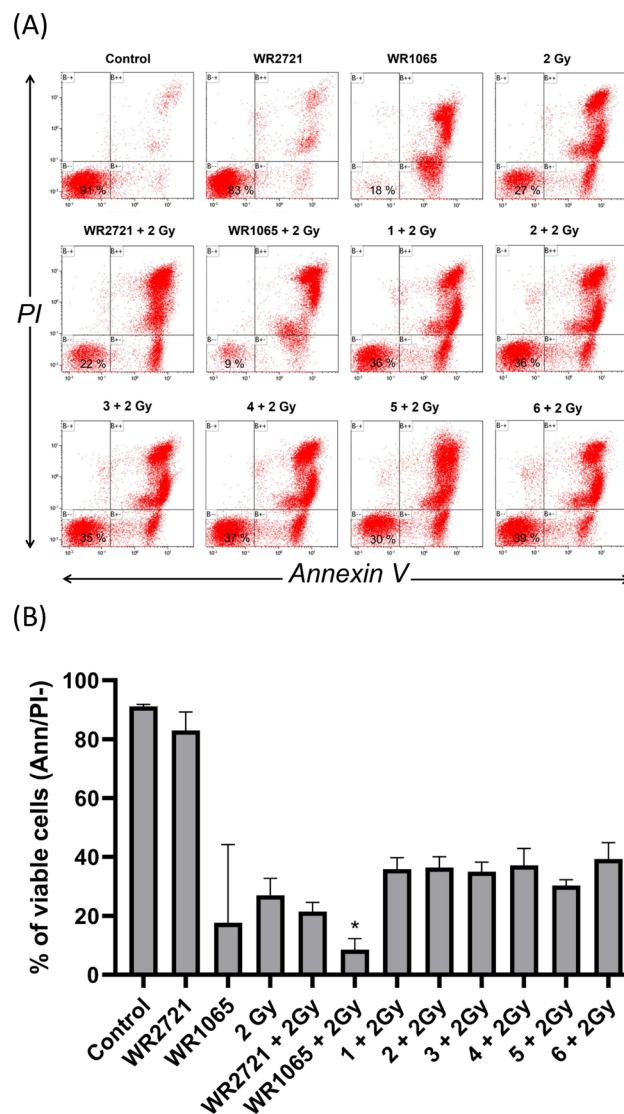 (A)
Control WR2721 WR1065 2 Gy
B-+ B++ B-+ B++ B-+ B++ B-+ B++
B-- B+- B-- B+- B-- B+- B-- B+-
91 % 83 % 18 % 27 %
WR2721 + 2 Gy WR1065 + 2 Gy 1 + 2 Gy 2 + 2 Gy
B-+ B++ B-+ B++ B-+ B++ B-+ B++
PI
B-- B+- B-- B+- B-- B+- B-- B+-
22 % 9 % 36 % 36 %
3 + 2 Gy 4 + 2 Gy 5 + 2 Gy 6 + 2 Gy
B-+ B++ B-+ B++ B-+ B++ B-+ B++
B-- B+- B-- B+- B-- B+- B-- B+-
35 % 37 % 30 % 39 %
Annexin V
(B)
% of viable cells (Ann/PI-)
100
80
60
40
20
0
*
Control
WR2721
WR1065
2 Gy
WR2721 + 2Gy
WR1065 + 2Gy
1 + 2Gy
2 + 2Gy
3 + 2Gy
4 + 2Gy
5 + 2Gy
6 + 2Gy